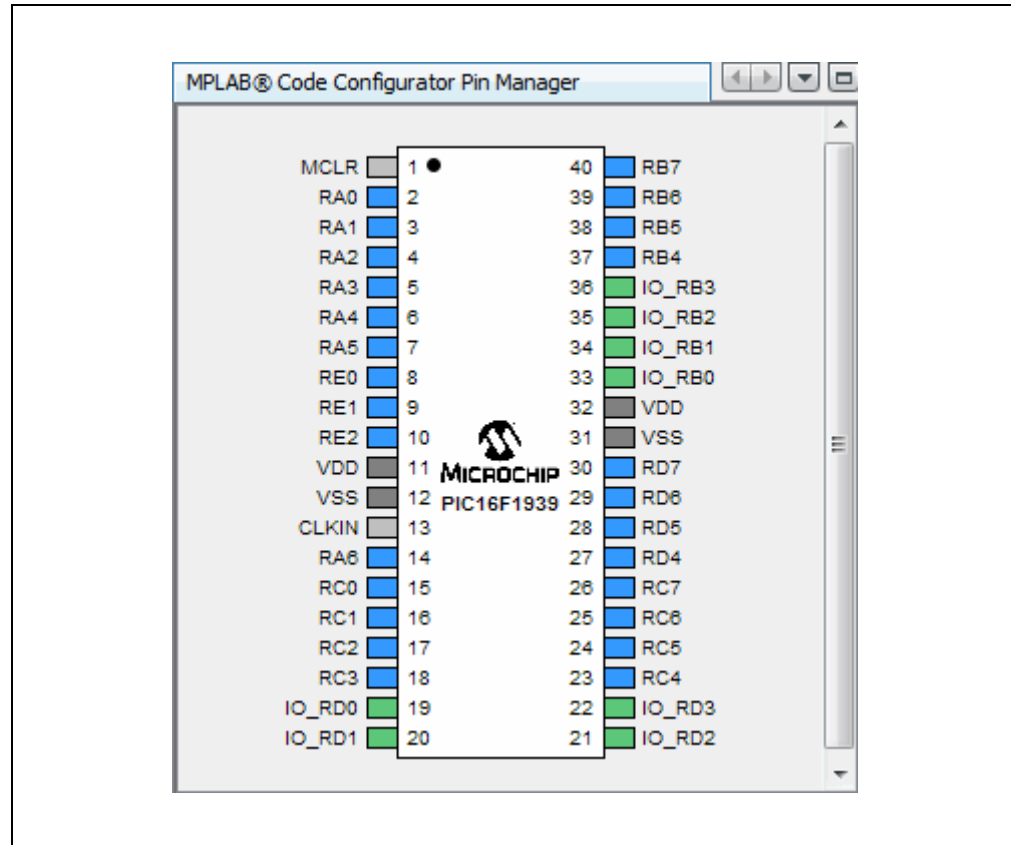 MPLAB® Code Configurator Pin Manager
MCLR 1 40 RB7
RA0 2 39 RB6
RA1 3 38 RB5
RA2 4 37 RB4
RA3 5 36 IO_RB3
RA4 6 35 IO_RB2
RA5 7 34 IO_RB1
RE0 8 33 IO_RB0
RE1 9 32 VDD
RE2 10 31 VSS
VDD 11 MICROCHIP 30 RD7
VSS 12 PIC16F1939 29 RD6
CLKIN 13 28 RD5
RA6 14 27 RD4
RC0 15 26 RC7
RC1 16 25 RC6
RC2 17 24 RC5
RC3 18 23 RC4
IO_RD0 19 22 IO_RD3
IO_RD1 20 21 IO_RD2